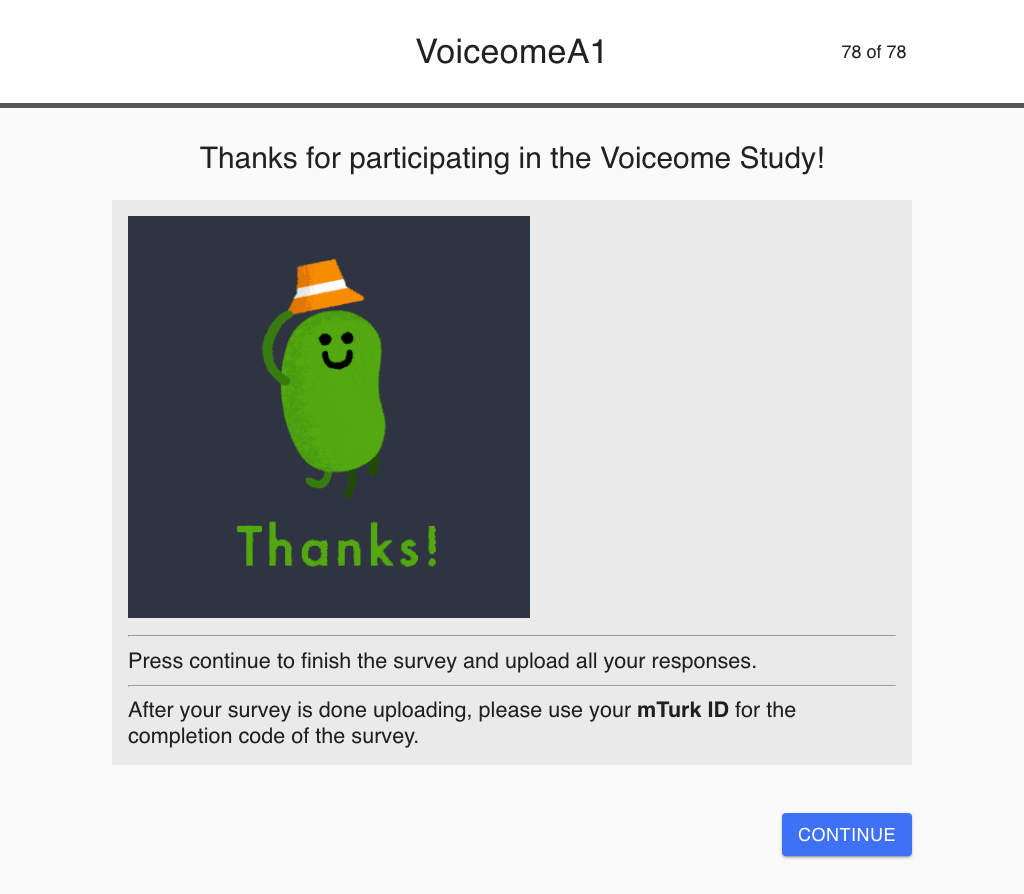 VoiceomeA1
78 of 78
Thanks for participating in the Voiceome Study!
Thanks!
Press continue to finish the survey and upload all your responses.
After your survey is done uploading, please use your mTurk ID for the
completion code of the survey.
CONTINUE